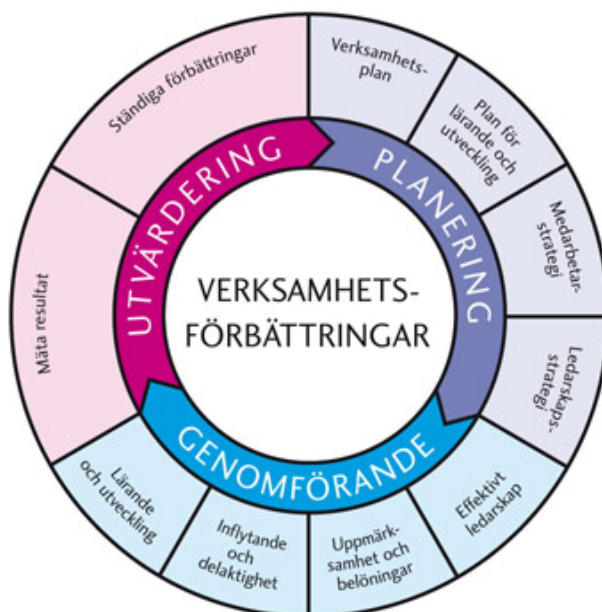 VERKSAMHETS-
FÖRBÄTTRINGAR
PLANERING
Verksamhets-
plan
Plan för
lärande och
utveckling
Medarbetar-
strategi
Ledarskaps-
strategi
GENOMFÖRANDE
Effektivt
ledarskap
Uppmärk-
samhet och
belöningar
Inflytande
och
delaktighet
Lärande
och utveckling
UTVÄRDERING
Mäta resultat
Ständiga förbättringar